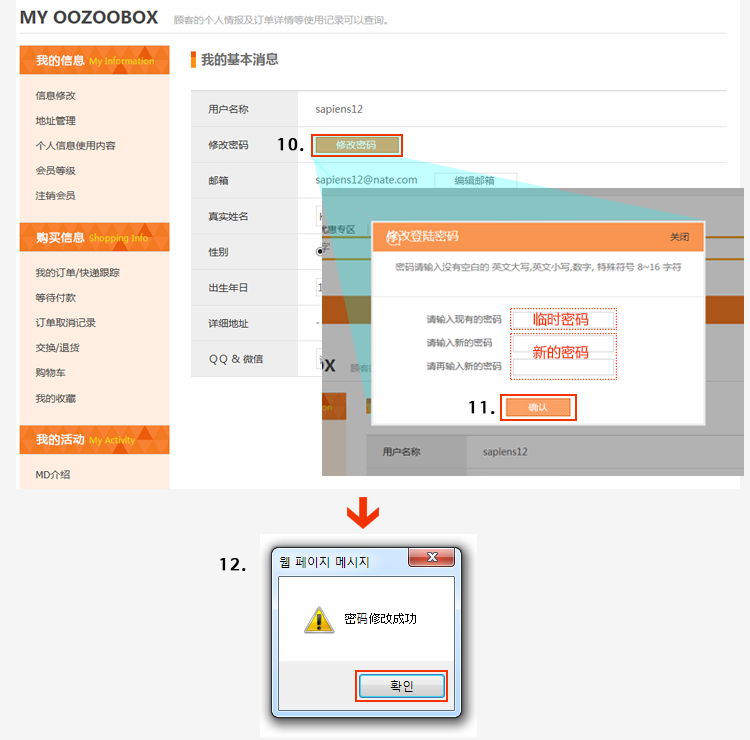 MY OOZOOBOX 顾客的个人情报及订单详情等使用记录可以查询。
我的信息 My Information
信息修改
地址管理
个人信息使用内容
会员等级
注销会员
购买信息 Shopping Info
我的订单/快递跟踪
等待付款
订单取消记录
交换/退货
购物车
我的收藏
我的活动 My Activity
MD介绍
我的基本消息
用户名称 sapiens12
修改密码 10. 修改密码
邮箱 sapiens12@nate.com 编辑邮箱
真实姓名
性别
出生年日
详细地址 -
QQ & 微信
优惠专区
字
修改登陆密码 关闭
密码请输入没有空白的 英文大写,英文小写,数字, 特殊符号 8~16 字符
请输入现有的密码 临时密码
请输入新的密码 新的密码
请再输入新的密码
11. 确认
OX 顾客
on
用户名称 sapiens12
12.
웹 페이지 메시지
密码修改成功
확인